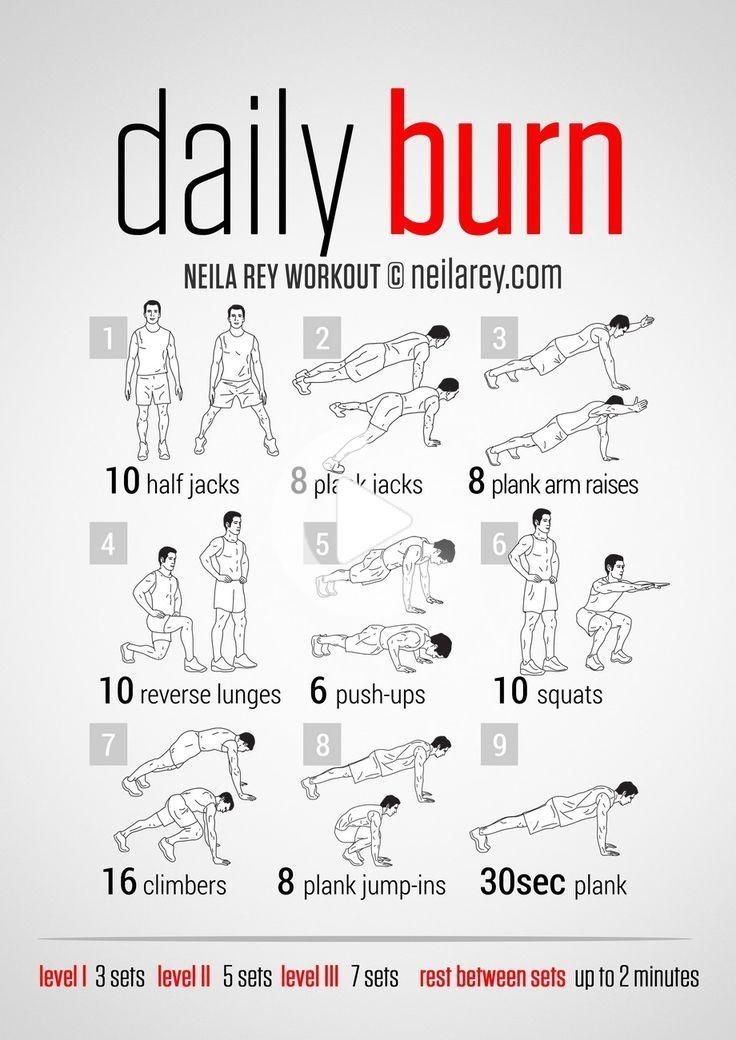 daily burn
NEILA REY WORKOUT © neilarey.com
1
2
3
10 half jacks
8 plank jacks
8 plank arm raises
4
5
6
10 reverse lunges
6 push-ups
10 squats
7
8
9
16 climbers
8 plank jump-ins
30sec plank
level I 3 sets level II 5 sets level III 7 sets rest between sets up to 2 minutes